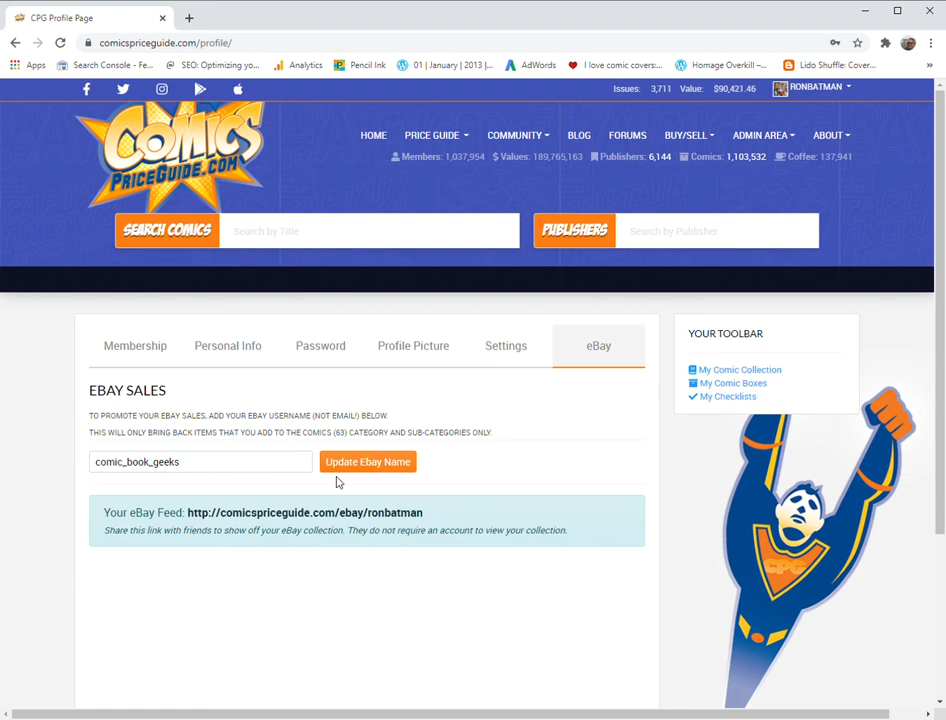 CPG Profile Page
comicspriceguide.com/profile/
Apps Search Console - Fe... SEO: Optimizing yo... Analytics Pencil Ink 01 | January | 2013 |... AdWords I love comic covers:... Homage Overkill –... Lido Shuffle: Cover... »
Issues: 3,711 Value: $90,421.46 RONBATMAN
COMICS
PRICEGUIDE.COM
HOME PRICE GUIDE COMMUNITY BLOG FORUMS BUY/SELL ADMIN AREA ABOUT
Members: 1,037,954 Values: 189,765,163 Publishers: 6,144 Comics: 1,103,532 Coffee: 137,941
SEARCH COMICS Search by Title PUBLISHERS Search by Publisher
Membership Personal Info Password Profile Picture Settings eBay
EBAY SALES
TO PROMOTE YOUR EBAY SALES, ADD YOUR EBAY USERNAME (NOT EMAIL!) BELOW.
THIS WILL ONLY BRING BACK ITEMS THAT YOU ADD TO THE COMICS (63) CATEGORY AND SUB-CATEGORIES ONLY.
comic_book_geeks Update Ebay Name
Your eBay Feed: http://comicspriceguide.com/ebay/ronbatman
Share this link with friends to show off your eBay collection. They do not require an account to view your collection.
YOUR TOOLBAR
My Comic Collection
My Comic Boxes
My Checklists
CPG